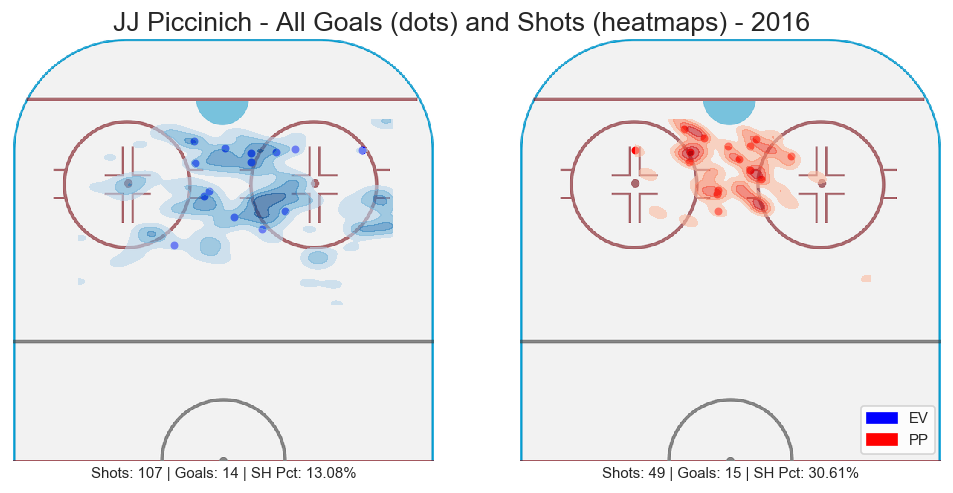 JJ Piccinich - All Goals (dots) and Shots (heatmaps) - 2016
EV
PP
Shots: 107 | Goals: 14 | SH Pct: 13.08%
Shots: 49 | Goals: 15 | SH Pct: 30.61%